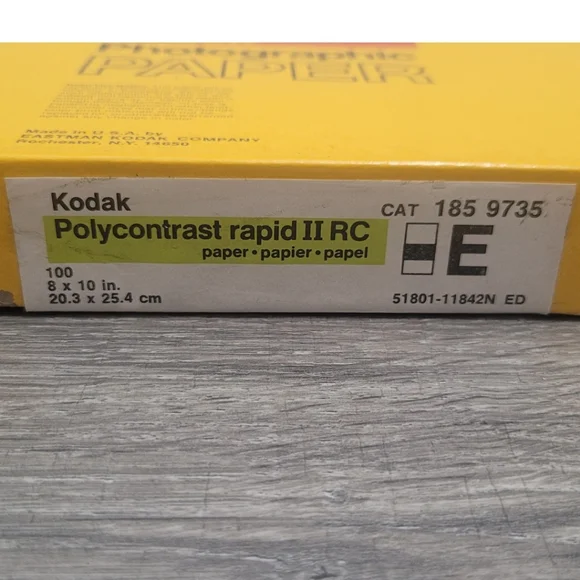 Photographic
PAPER
Made in U.S.A. by
EASTMAN KODAK COMPANY
Rochester, N.Y. 14650
Kodak
CAT 185 9735
Polycontrast rapid II RC
paper • papier • papel
E
100
8 x 10 in.
20.3 x 25.4 cm
51801-11842N ED